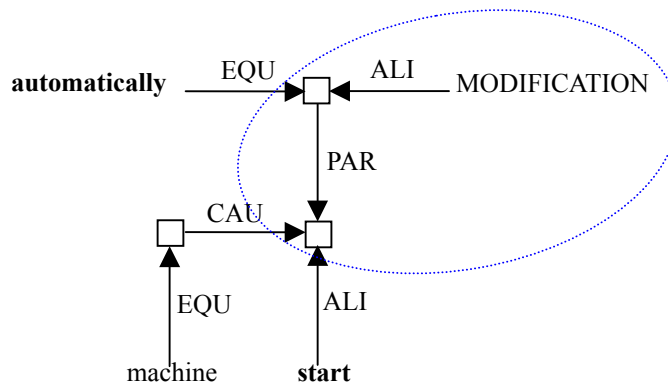 EQU ALI
automatically MODIFICATION
PAR
CAU
EQU ALI
machine start